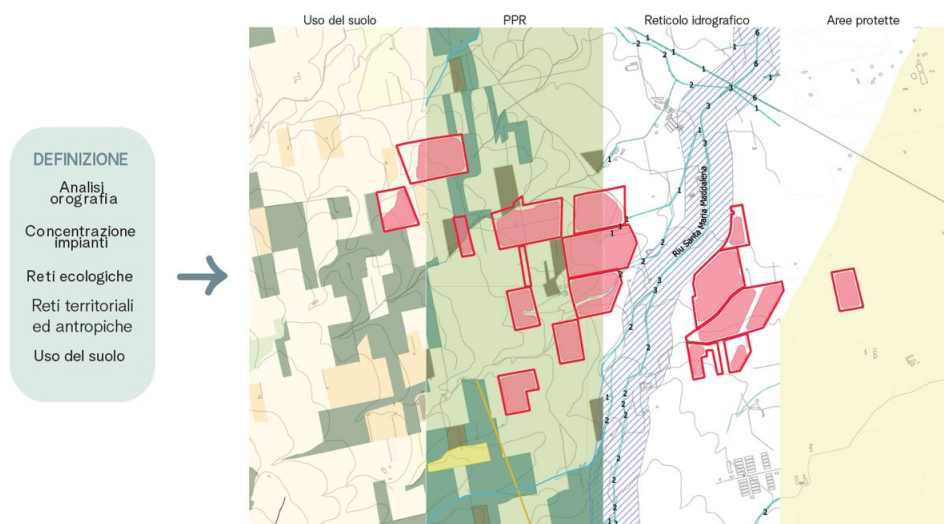 Uso del suolo
PPR
Reticolo idrografico
Aree protette
DEFINIZIONE
Analisi
orografia
Concentrazione
impianti
Reti ecologiche
Reti territoriali
ed antropiche
Uso del suolo
Riu Santa Maria Maddalena